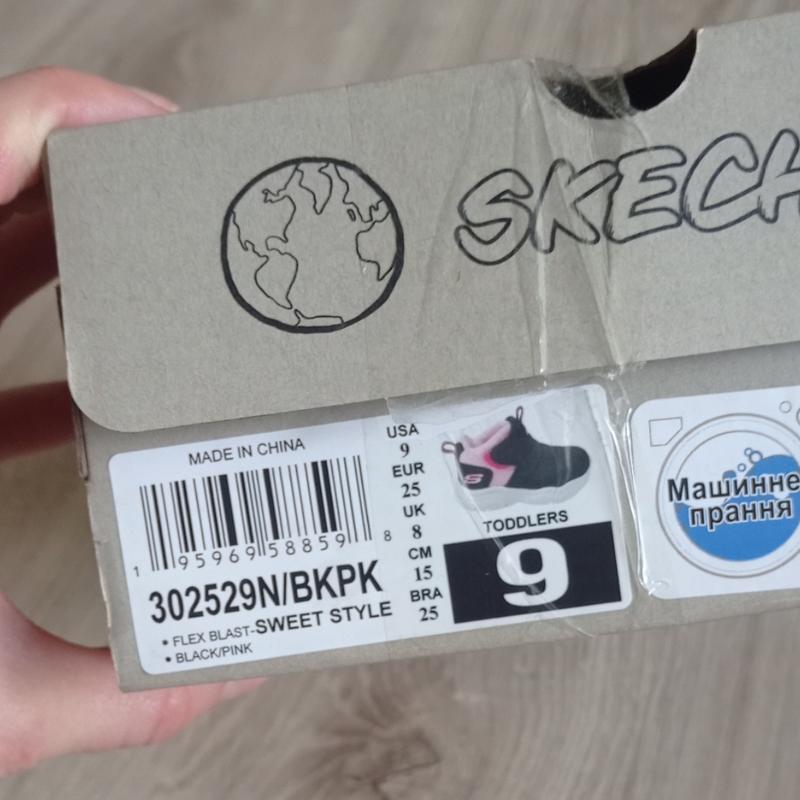 SKECH
MADE IN CHINA
1 95969 58859 8
302529N/BKPK
• FLEX BLAST-SWEET STYLE
• BLACK/PINK
USA
9
EUR
25
UK
8
CM
15
BRA
25
S
TODDLERS
9
Машинне
прання